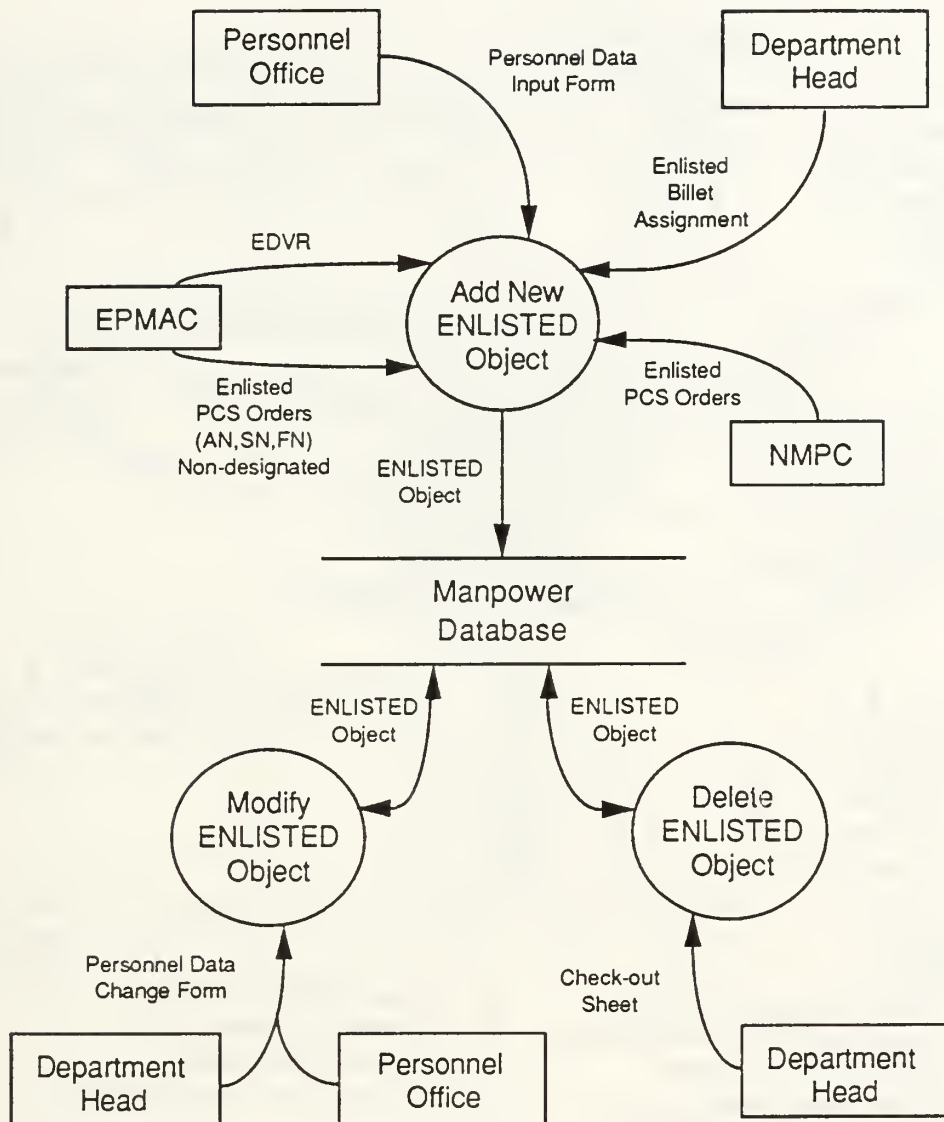 Personnel
Office
Personnel Data
Input Form
Department
Head
Enlisted
Billet
Assignment
EDVR
EPMAC
Add New
ENLISTED
Object
Enlisted
PCS Orders
(AN,SN,FN)
Non-designated
Enlisted
PCS Orders
NMPC
ENLISTED
Object
Manpower
Database
ENLISTED
Object
ENLISTED
Object
Modify
ENLISTED
Object
Delete
ENLISTED
Object
Personnel Data
Change Form
Check-out
Sheet
Department
Head
Personnel
Office
Department
Head